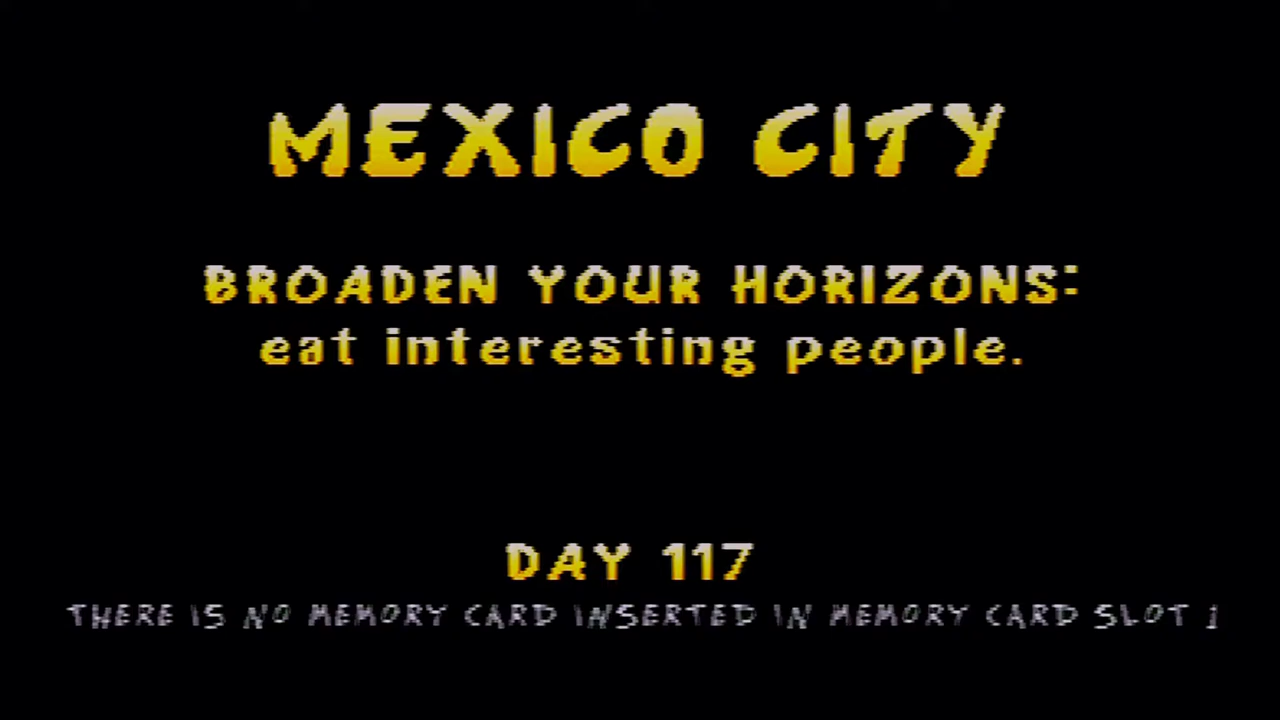 MEXICO CITY
BROADEN YOUR HORIZONS:
eat interesting people.
DAY 117
THERE IS NO MEMORY CARD INSERTED IN MEMORY CARD SLOT 1